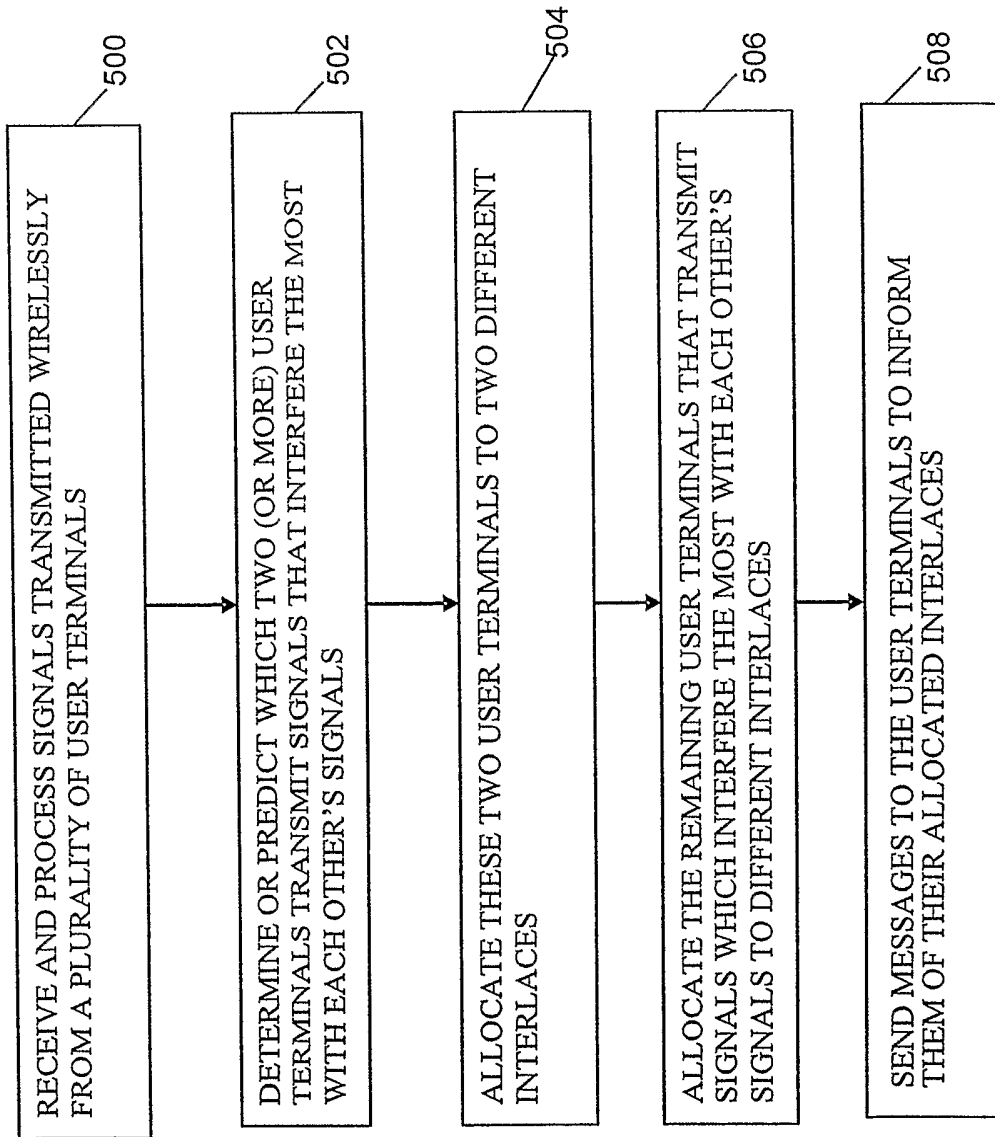 RECEIVE AND PROCESS SIGNALS TRANSMITTED WIRELESSLY
FROM A PLURALITY OF USER TERMINALS
500
DETERMINE OR PREDICT WHICH TWO (OR MORE) USER
TERMINALS TRANSMIT SIGNALS THAT INTERFERE THE MOST
WITH EACH OTHER'S SIGNALS
502
ALLOCATE THESE TWO USER TERMINALS TO TWO DIFFERENT
INTERLACES
504
ALLOCATE THE REMAINING USER TERMINALS THAT TRANSMIT
SIGNALS WHICH INTERFERE THE MOST WITH EACH OTHER'S
SIGNALS TO DIFFERENT INTERLACES
506
SEND MESSAGES TO THE USER TERMINALS TO INFORM
THEM OF THEIR ALLOCATED INTERLACES
508